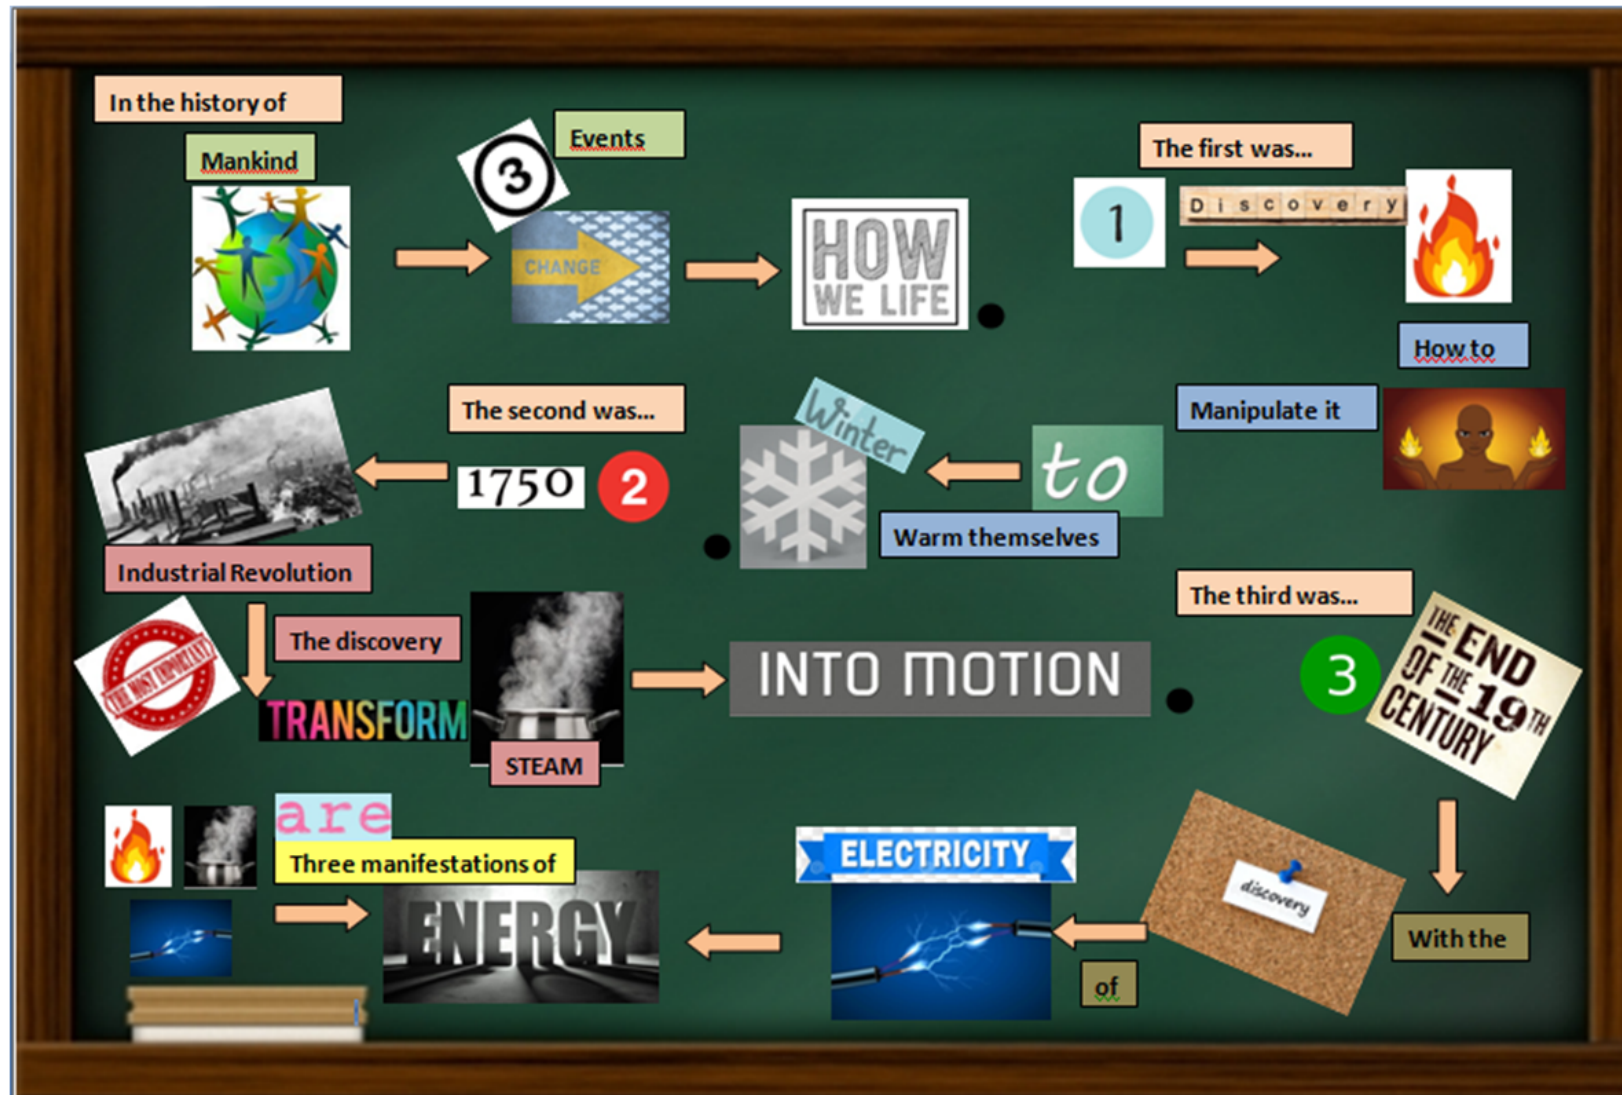 In the history of
Mankind
3
Events
CHANGE
HOW
WE LIFE
The first was...
1
Discovery
How to
Manipulate it
to
Warm themselves
Winter
The second was...
2
1750
Industrial Revolution
THE MOST IMPORTANT
The discovery
TRANSFORM
STEAM
INTO MOTION
The third was...
3
THE END
OF THE 19TH
CENTURY
With the
discovery
of
ELECTRICITY
are
Three manifestations of
ENERGY